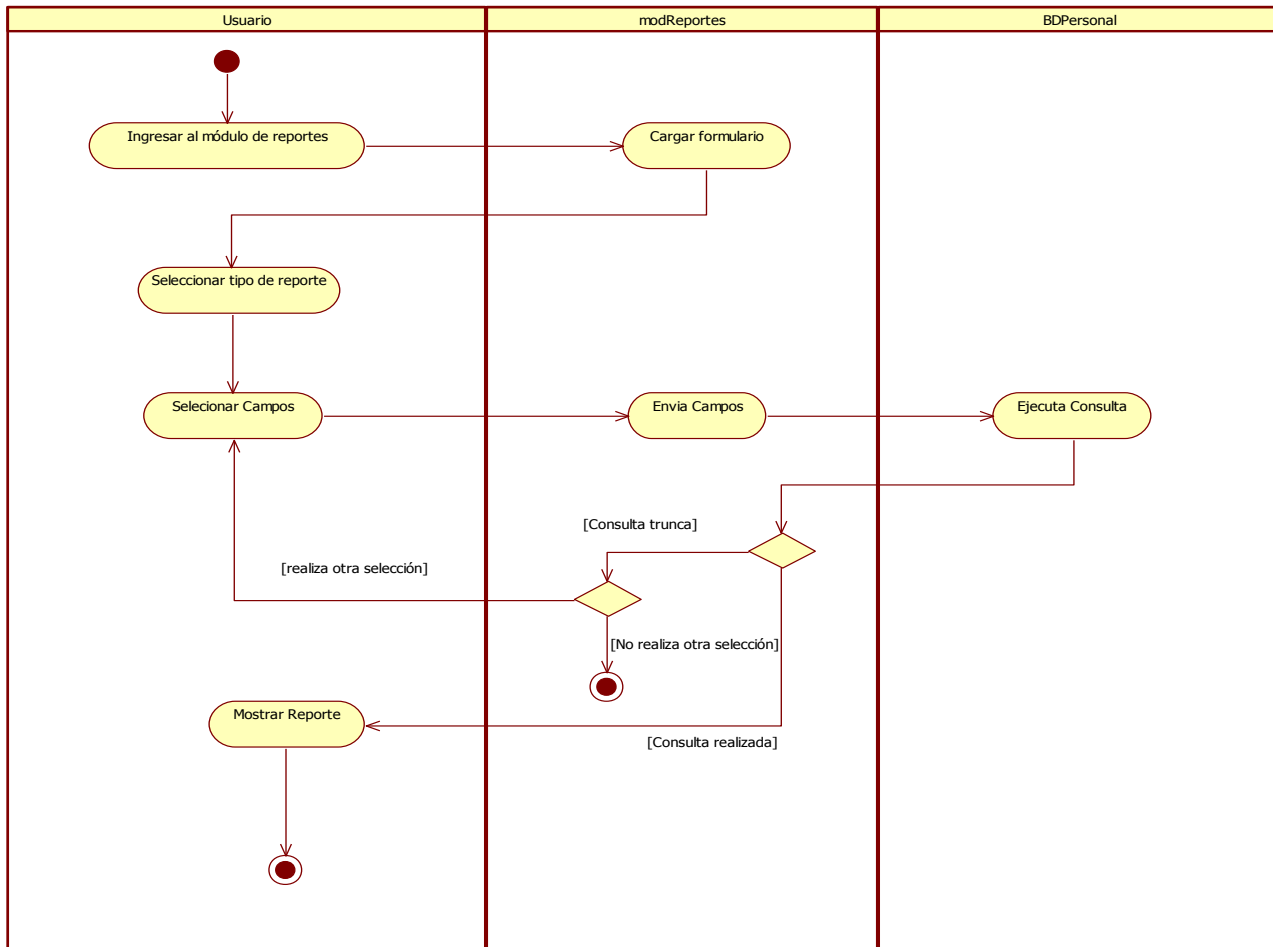 Usuario
modReportes
BDPersonal
Ingresar al módulo de reportes
Cargar formulario
Seleccionar tipo de reporte
Selecionar Campos
Envia Campos
Ejecuta Consulta
[Consulta trunca]
[realiza otra selección]
[No realiza otra selección]
Mostrar Reporte
[Consulta realizada]